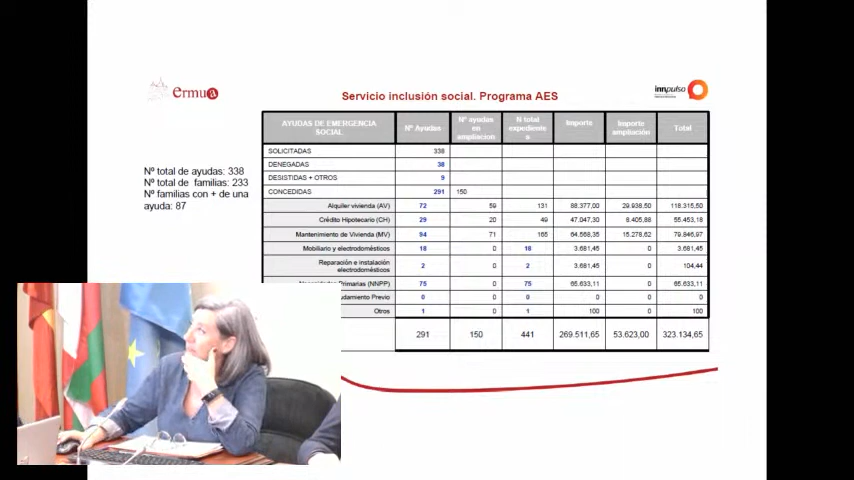 ermua
Servicio inclusión social. Programa AES
innpulso
AYUDAS DE EMERGENCIA SOCIAL
Nº Ayudas
Nº ayudas en ampliacion
N total expediente s
Importe
Importe ampliación
Total
SOLICITADAS 338
DENEGADAS 38
DESISTIDAS + OTROS 9
CONCEDIDAS 291 150
Alquiler vivienda (AV) 72 59 131 88.377,00 29.938,50 118.315,50
Crédito Hipotecario (CH) 29 20 49 47.047,30 8.405,88 55.453,18
Mantenimiento de Vivienda (MV) 94 71 165 64.568,35 15.278,62 79.846,97
Mobiliario y electrodomésticos 18 0 18 3.681,45 0 3.681,45
Reparación e instalación electrodomésticos 2 0 2 3.681,45 0 104,44
Primarias (NNPP) 75 0 75 65.633,11 0 65.633,11
Previo 0 0 0 0 0 0
Otros 1 0 1 100 0 100
291 150 441 269.511,65 53.623,00 323.134,65
Nº total de ayudas: 338
Nº total de familias: 233
Nº familias con + de una
ayuda: 87